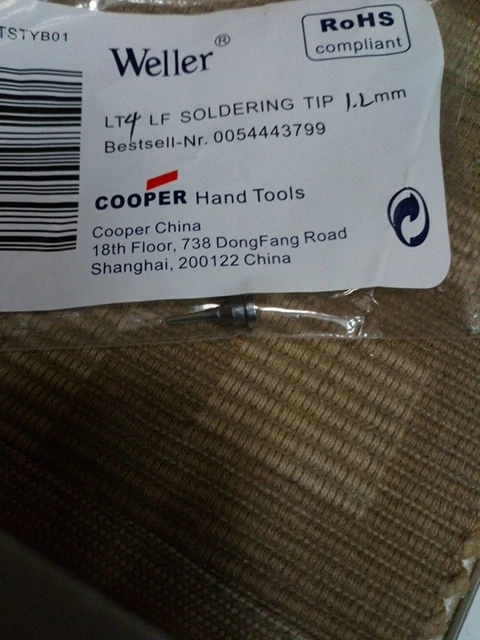 TSTYB01
Weller®
RoHS
compliant
LT4 LF SOLDERING TIP 1.2mm
Bestsell-Nr. 0054443799
COOPER Hand Tools
Cooper China
18th Floor, 738 DongFang Road
Shanghai, 200122 China